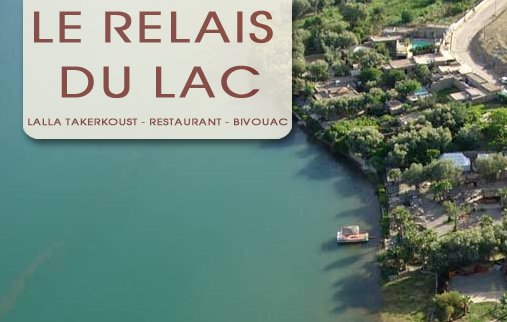 LE RELAIS
DU LAC
LALLA TAKERKOUST - RESTAURANT - BIVOUAC